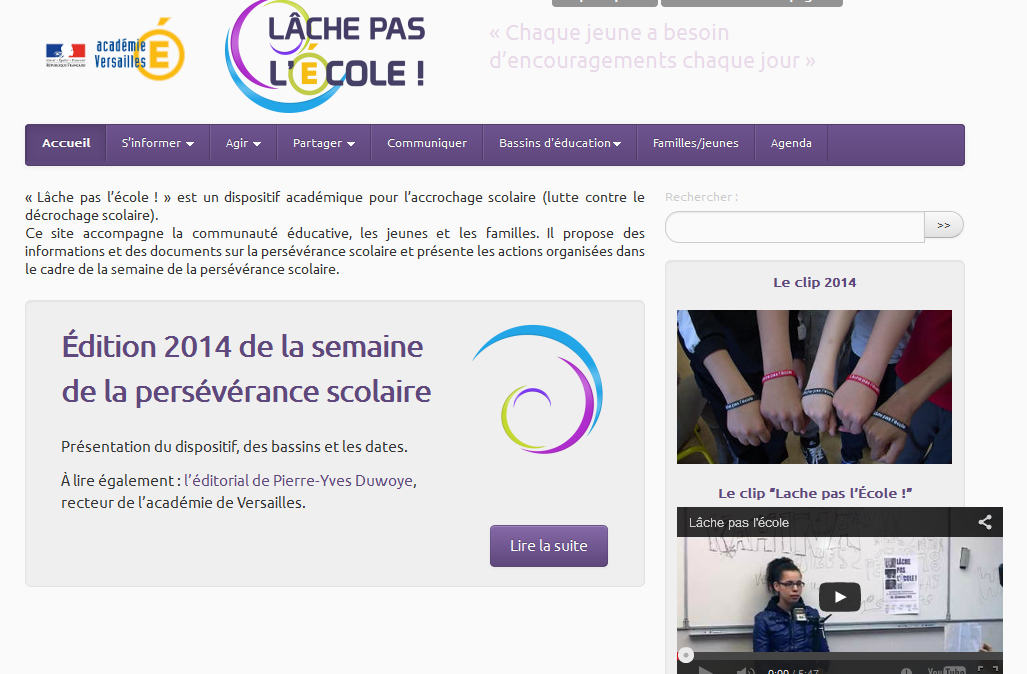 académie
Versailles
LÂCHE PAS
L'ÉCOLE !
« Chaque jeune a besoin
d’encouragements chaque jour »
Accueil
S’informer
Agir
Partager
Communiquer
Bassins d’éducation
Familles/jeunes
Agenda
« Lâche pas l’école ! » est un dispositif académique pour l’accrochage scolaire (lutte contre le
décrochage scolaire).
Ce site accompagne la communauté éducative, les jeunes et les familles. Il propose des
informations et des documents sur la persévérance scolaire et présente les actions organisées dans
le cadre de la semaine de la persévérance scolaire.
Rechercher :
>>
Édition 2014 de la semaine
de la persévérance scolaire
Présentation du dispositif, des bassins et les dates.
À lire également : l’éditorial de Pierre-Yves Duwoye,
recteur de l’académie de Versailles.
Lire la suite
Le clip 2014
Le clip "Lache pas l’École !"
Lâche pas l'école
LÂCHE
PAS
L'ÉCOLE !
0:00 / 5:47
YouTube